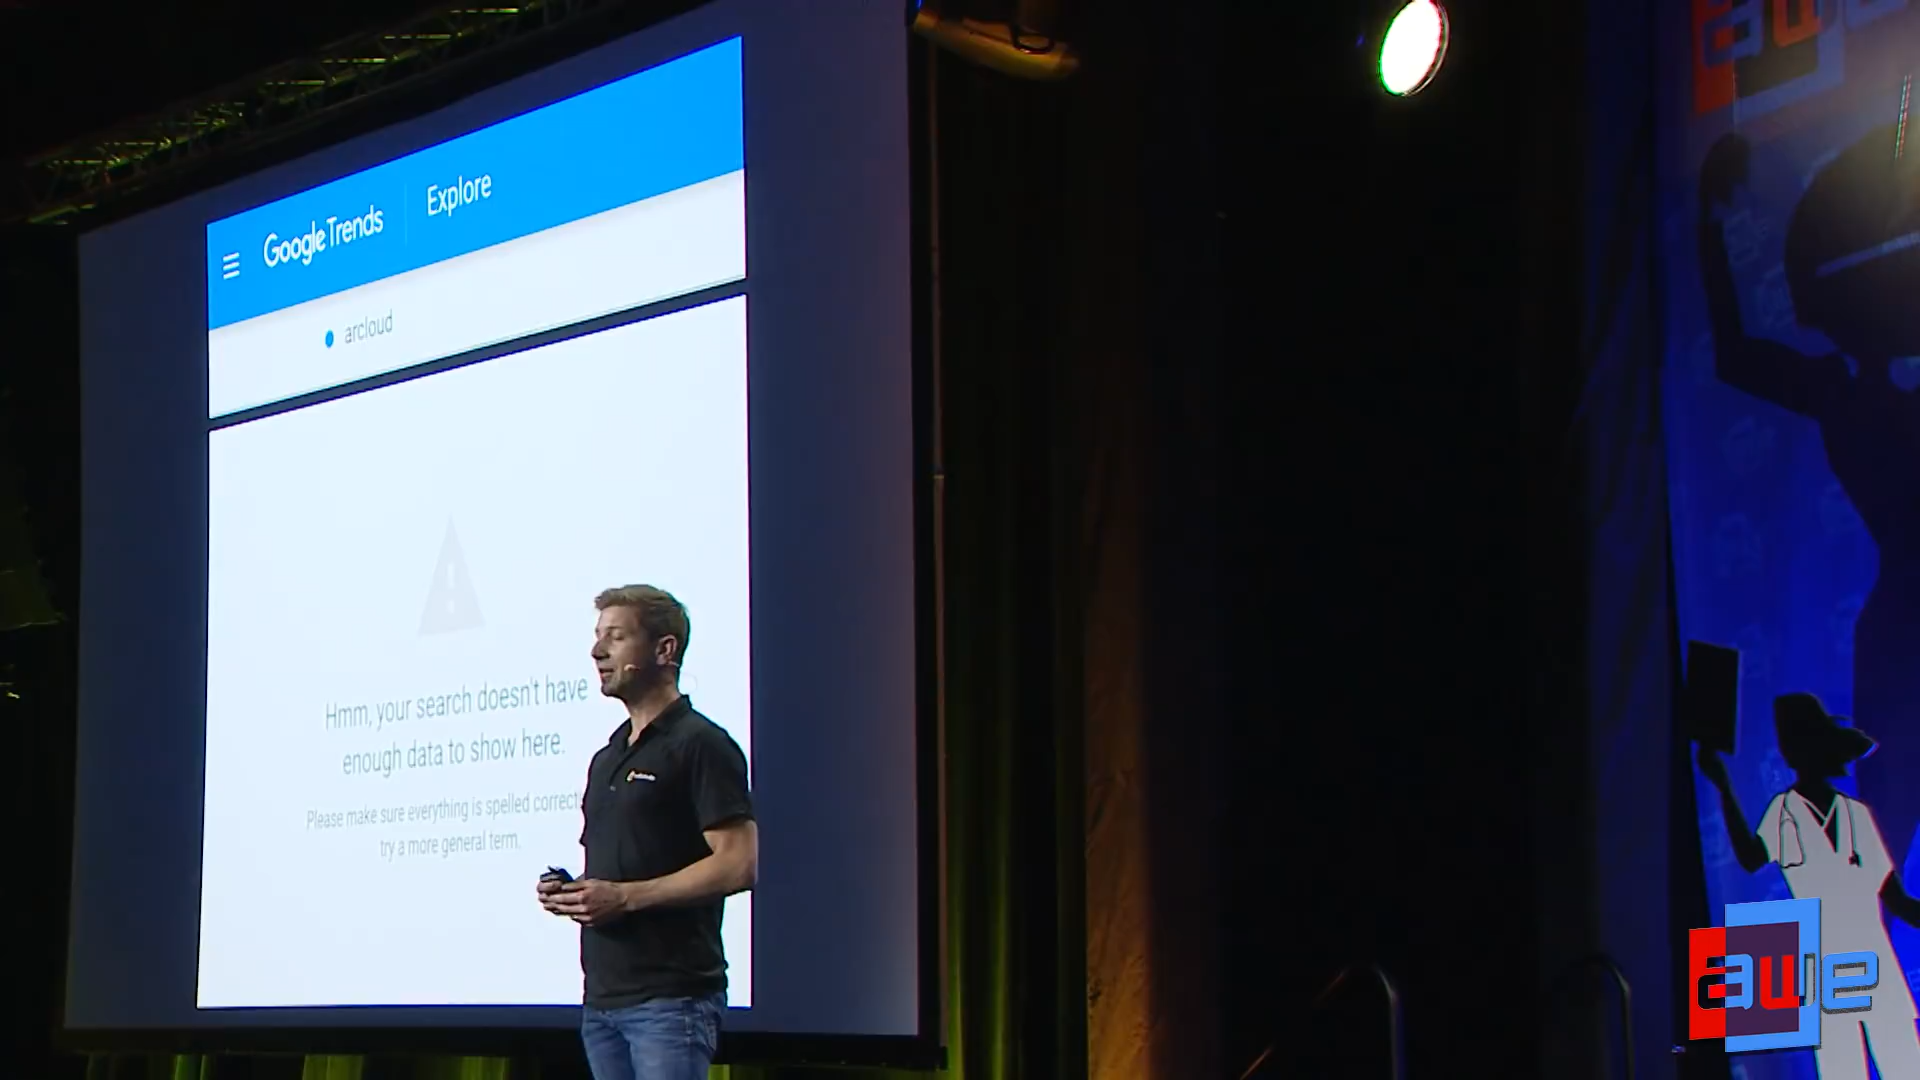 Google Trends
Explore
arcloud
Hmm, your search doesn't have
enough data to show here.
Please make sure everything is spelled
try a more general term.
awe